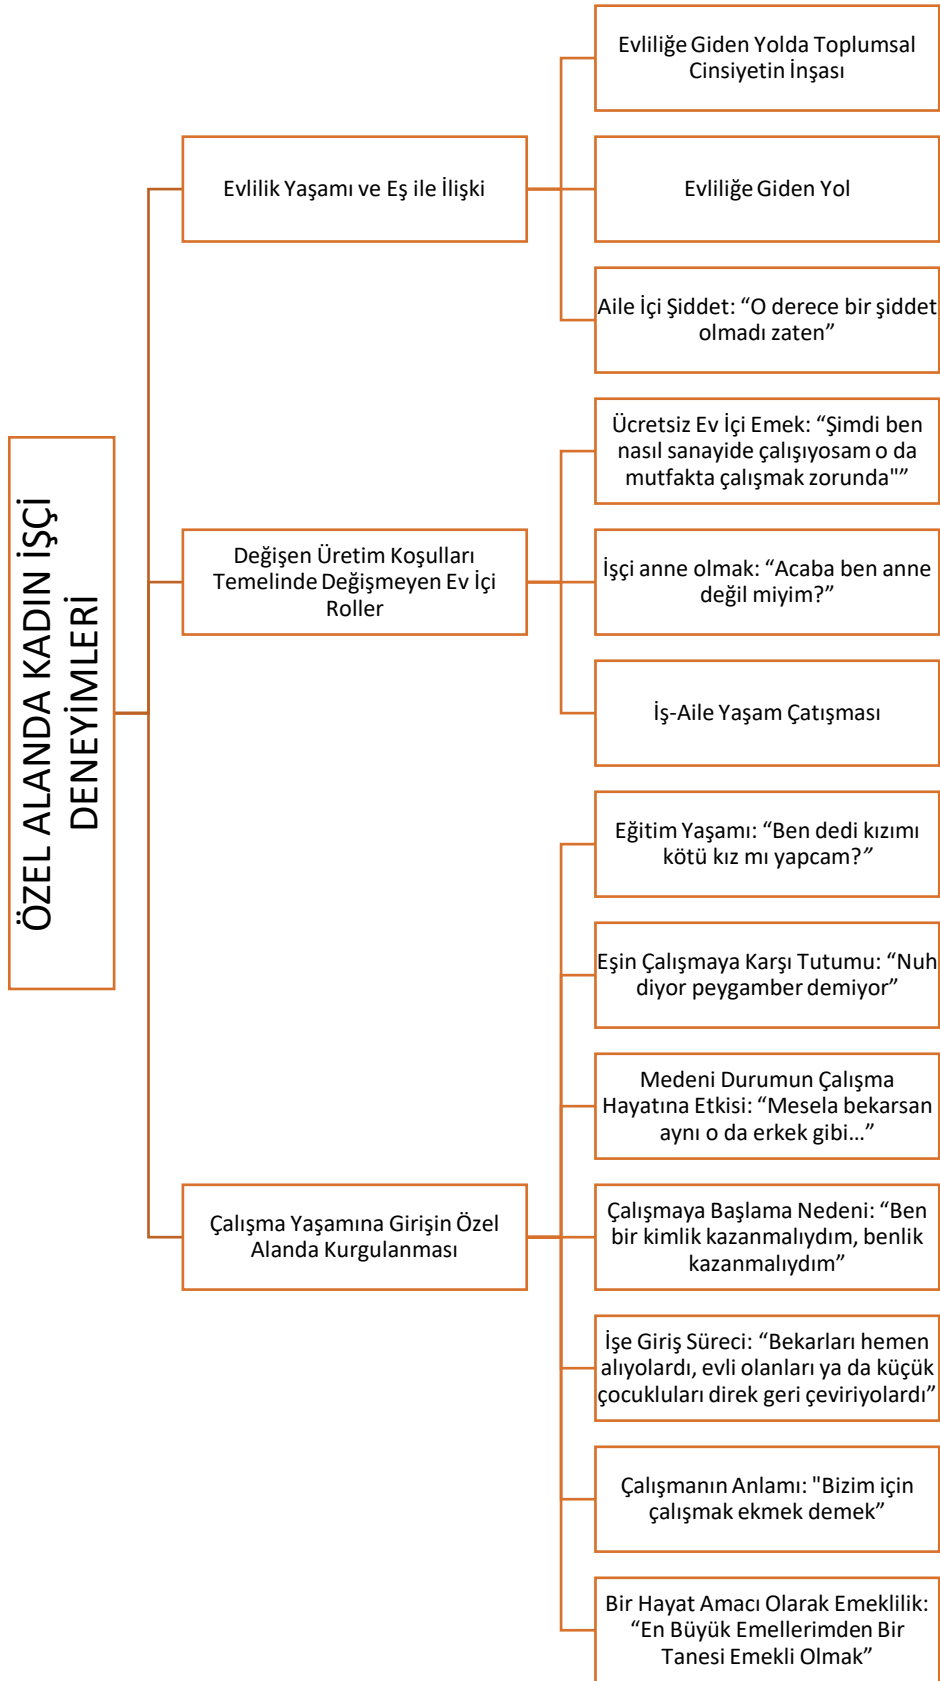 ÖZEL ALANDA KADIN İŞÇİ
DENEYİMLERİ
Evlilik Yaşamı ve Eş ile İlişki
Evliliğe Giden Yolda Toplumsal
Cinsiyetin İnşası
Evliliğe Giden Yol
Aile İçi Şiddet: “O derece bir şiddet
olmadı zaten”
Değişen Üretim Koşulları
Temelinde Değişmeyen Ev İçi
Roller
Ücretsiz Ev İçi Emek: “Şimdi ben
nasıl sanayide çalışıyosam o da
mutfakta çalışmak zorunda"”
İşçi anne olmak: “Acaba ben anne
değil miyim?”
İş-Aile Yaşam Çatışması
Çalışma Yaşamına Girişin Özel
Alanda Kurgulanması
Eğitim Yaşamı: “Ben dedi kızımı
kötü kız mı yapcam?”
Eşin Çalışmaya Karşı Tutumu: “Nuh
diyor peygamber demiyor”
Medeni Durumun Çalışma
Hayatına Etkisi: “Mesela bekarsan
aynı o da erkek gibi…”
Çalışmaya Başlama Nedeni: “Ben
bir kimlik kazanmalıydım, benlik
kazanmalıydım”
İşe Giriş Süreci: “Bekarları hemen
alıyolardı, evli olanları ya da küçük
çocukluları direk geri çeviriyolardı”
Çalışmanın Anlamı: "Bizim için
çalışmak ekmek demek”
Bir Hayat Amacı Olarak Emeklilik:
“En Büyük Emellerimden Bir
Tanesi Emekli Olmak”